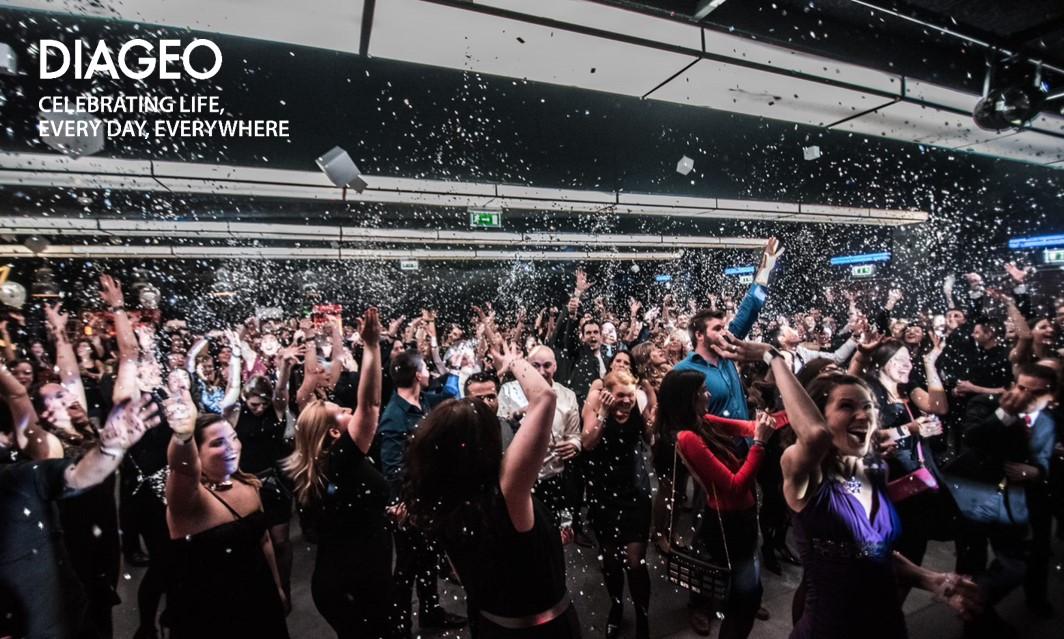 DIAGEO
CELEBRATING LIFE,
EVERY DAY, EVERYWHERE